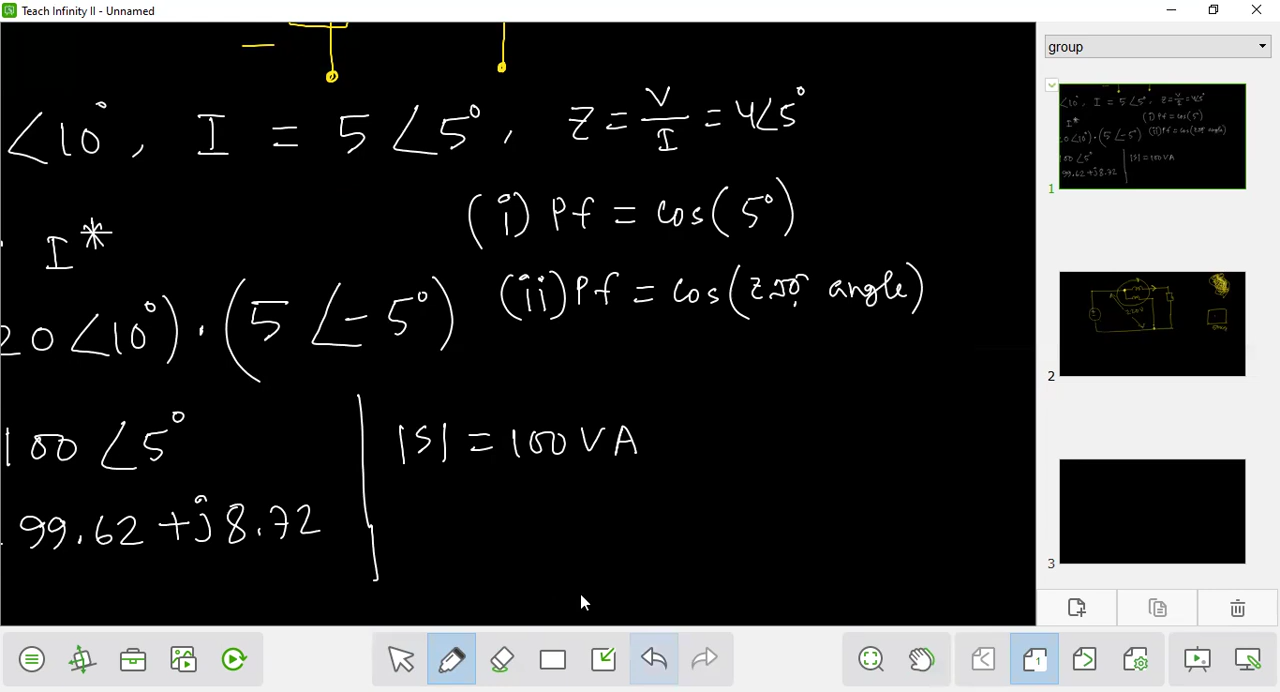 Teach Infinity II - Unnamed
group
∠10°, I = 5∠5°, Z = V/I = 4∠5°
(i) Pf = cos(5°)
I*
(ii) Pf = cos(Z angle)
20∠10°) · (5∠-5°)
100∠5°
|S| = 100 VA
99.62 + j8.72
1
2
3
1